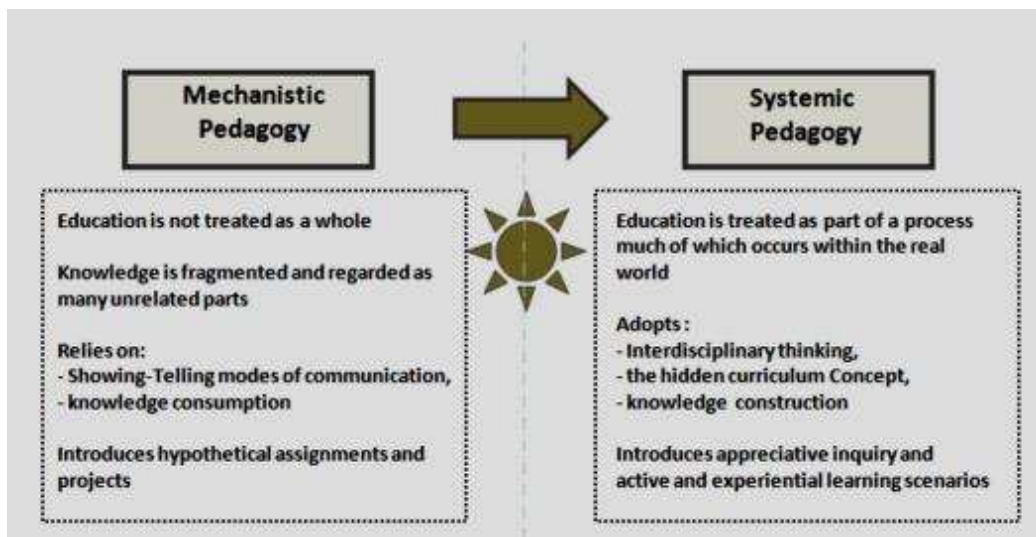 Mechanistic
Pedagogy
Systemic
Pedagogy
Education is not treated as a whole
Knowledge is fragmented and regarded as
many unrelated parts
Relies on:
- Showing-Telling modes of communication,
- knowledge consumption
Introduces hypothetical assignments and
projects
Education is treated as part of a process
much of which occurs within the real
world
Adopts :
- Interdisciplinary thinking,
- the hidden curriculum Concept,
- knowledge construction
Introduces appreciative inquiry and
active and experiential learning scenarios